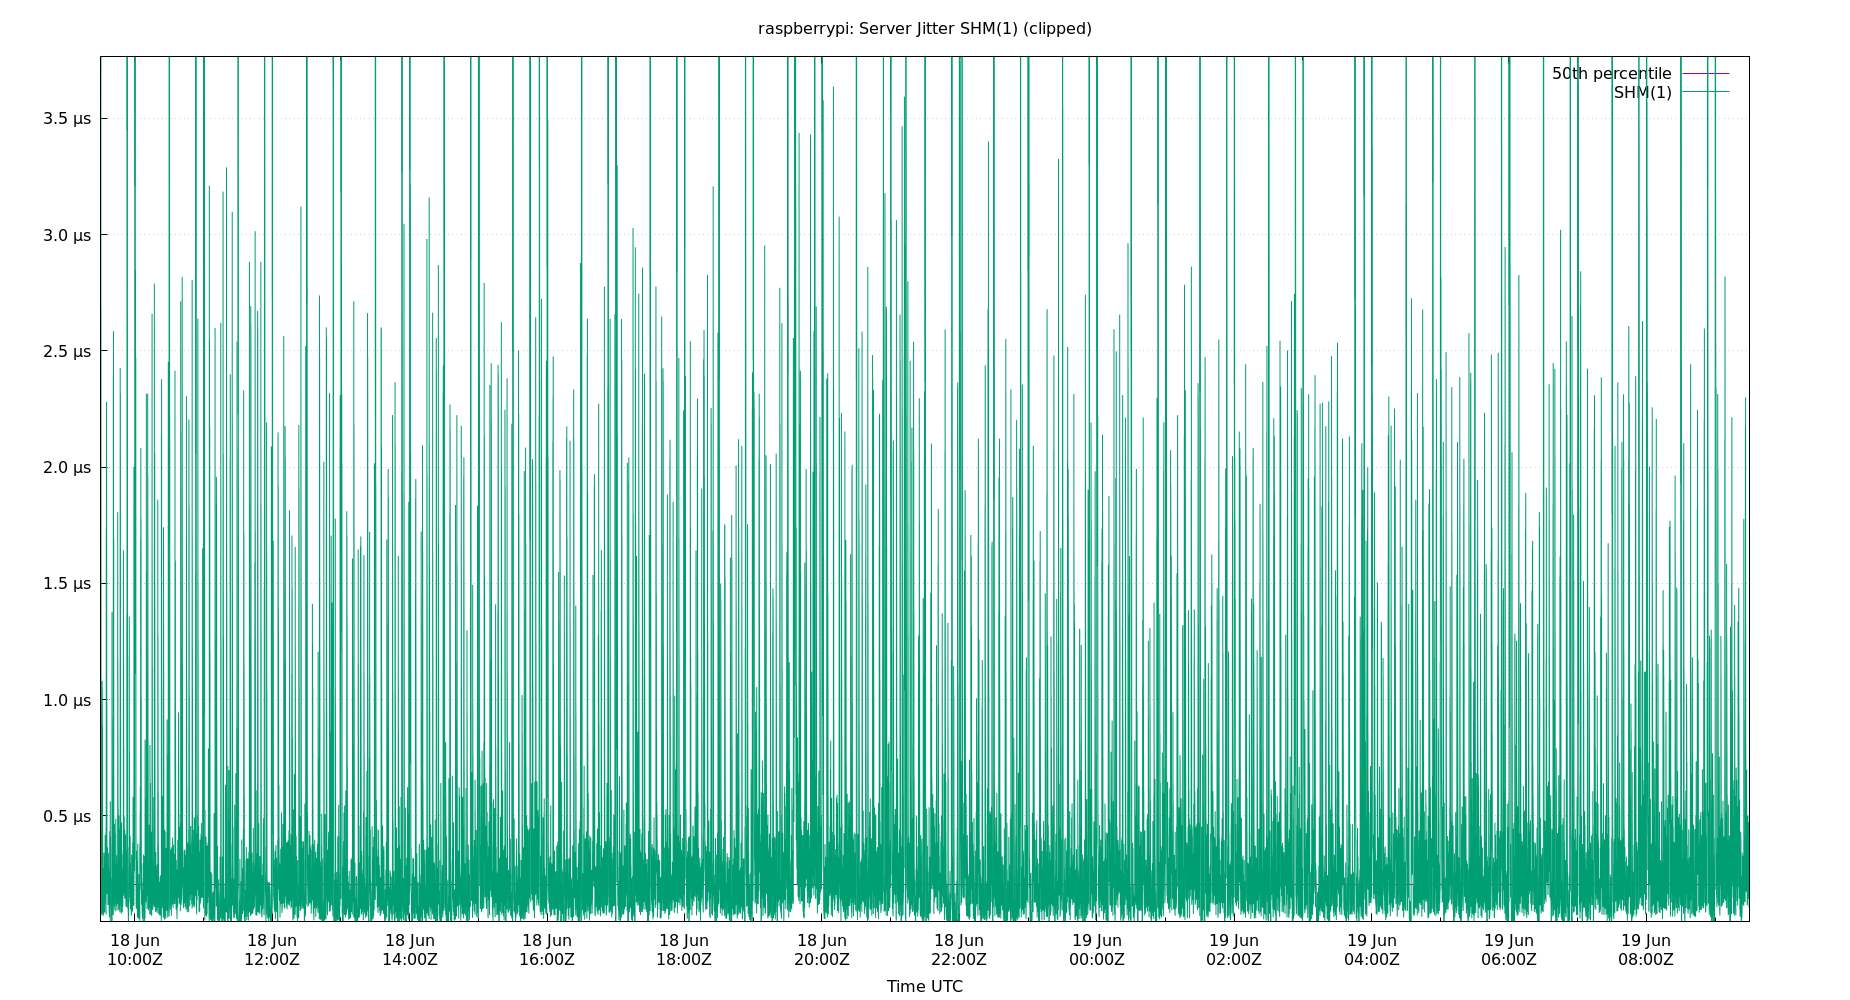 raspberrypi: Server Jitter SHM(1) (clipped)
50th percentile
SHM(1)
3.5 µs
3.0 µs
2.5 µs
2.0 µs
1.5 µs
1.0 µs
0.5 µs
18 Jun 18 Jun 18 Jun 18 Jun 18 Jun 18 Jun 18 Jun 19 Jun 19 Jun 19 Jun 19 Jun 19 Jun
10:00Z 12:00Z 14:00Z 16:00Z 18:00Z 20:00Z 22:00Z 00:00Z 02:00Z 04:00Z 06:00Z 08:00Z
Time UTC